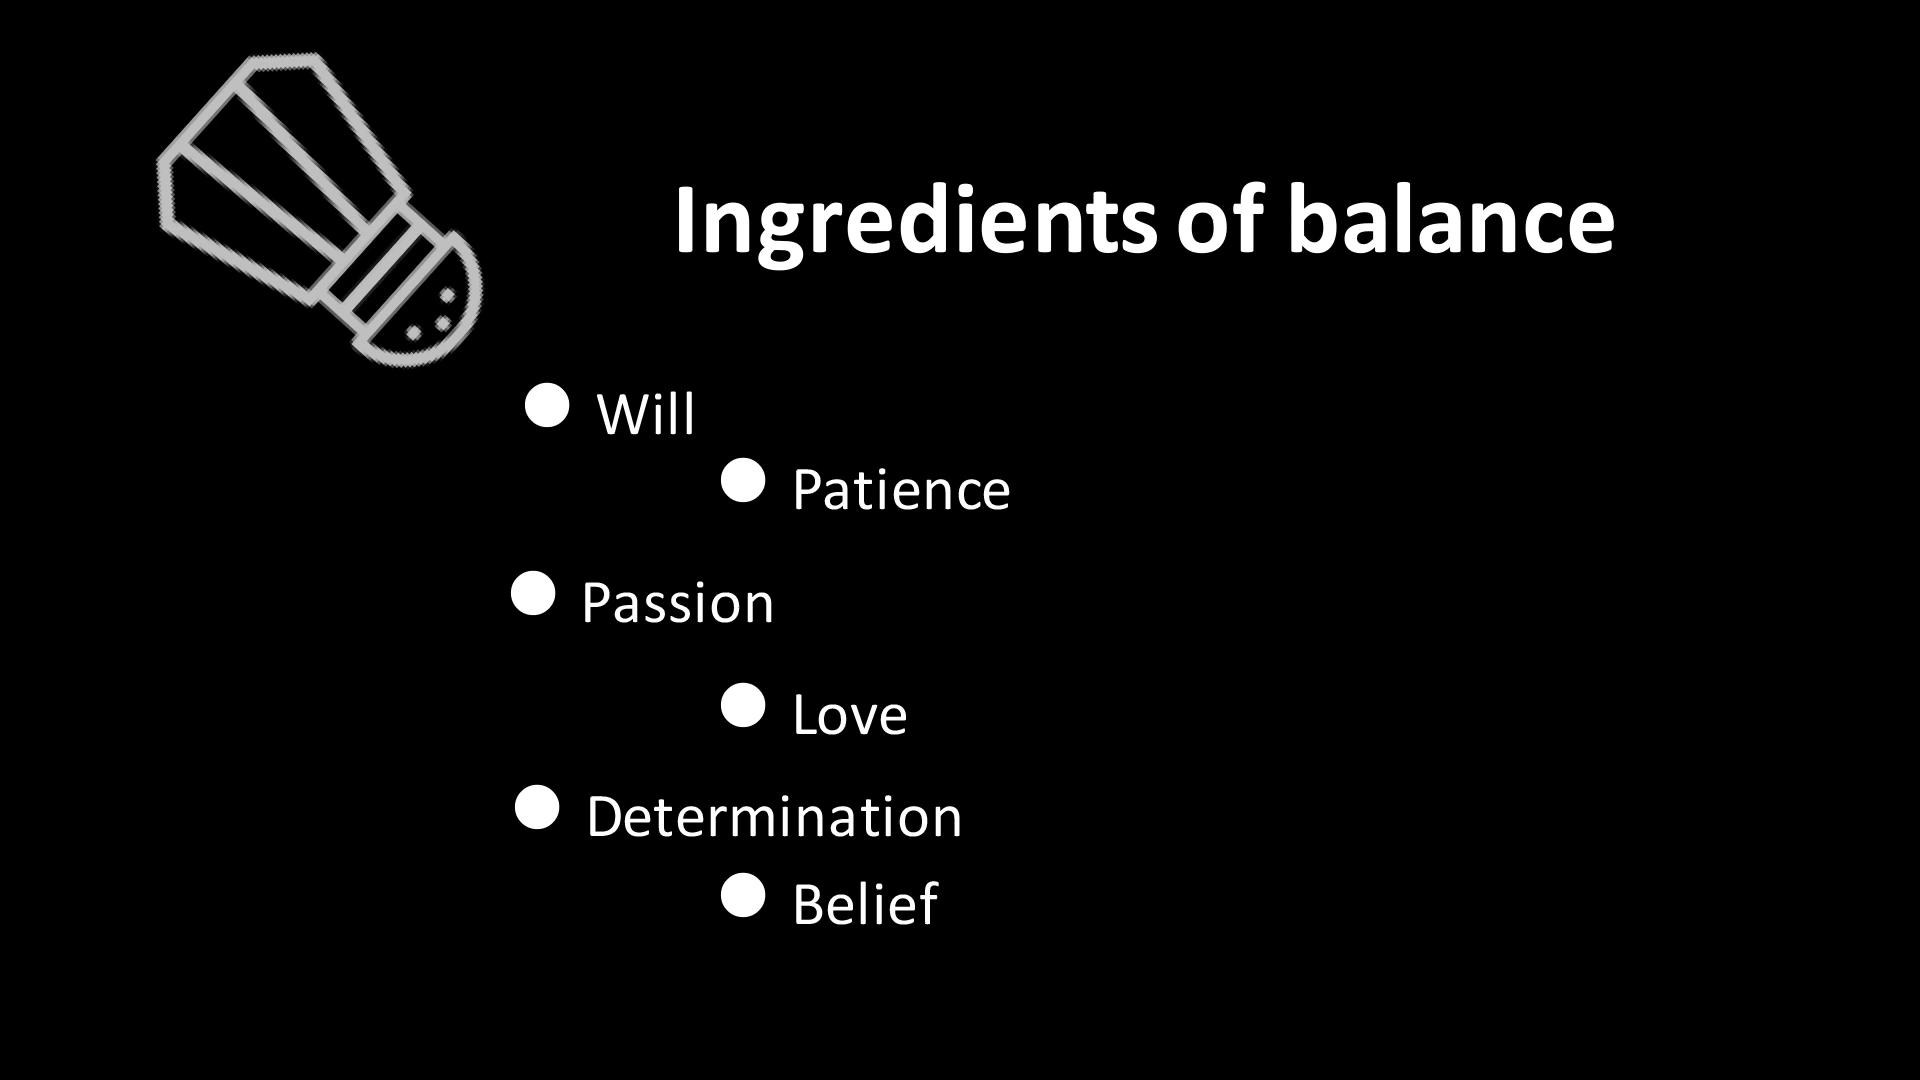 Ingredients of balance
Will
Patience
Passion
Love
Determination
Belief